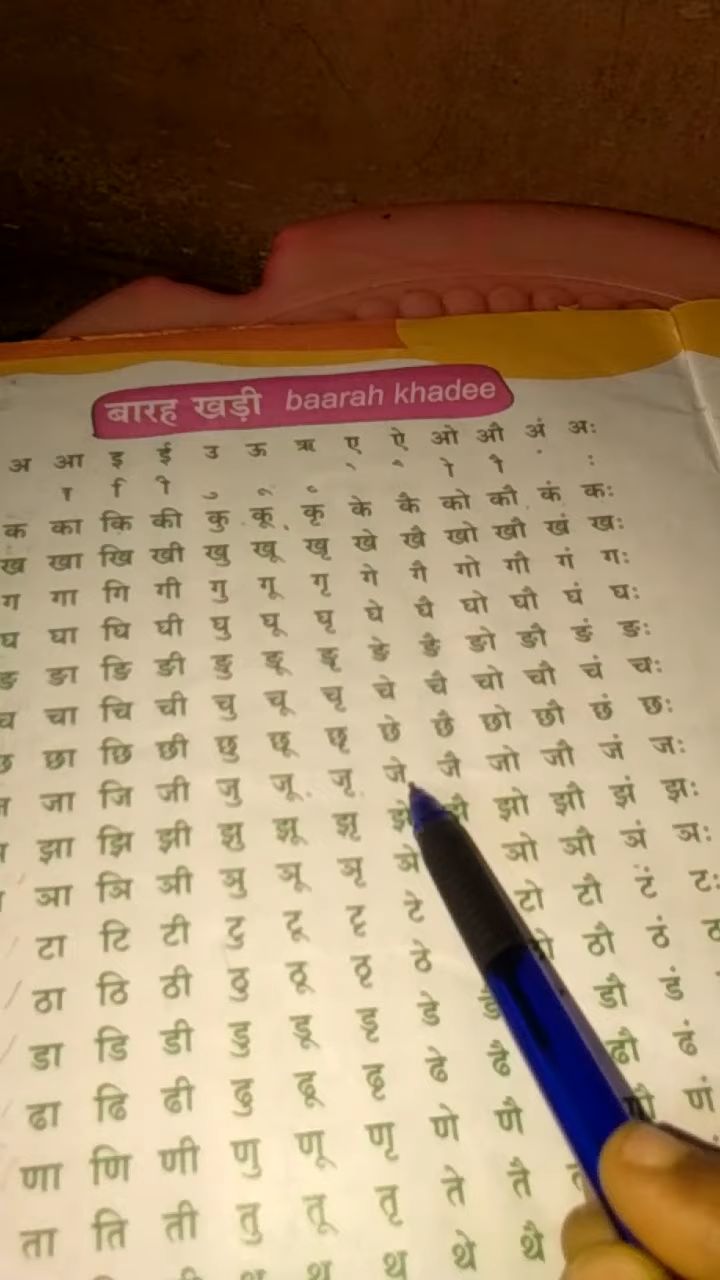 बारह खड़ी baarah khadee
अ आ इ ई उ ऊ ऋ ए ऐ ओ औ अं अः
ा ि ी ु ू ृ े ै ो ौ ं ः
क का कि की कु कू कृ के कै को कौ कं कः
ख खा खि खी खु खू खृ खे खै खो खौ खं खः
ग गा गि गी गु गू गृ गे गै गो गौ गं गः
घ घा घि घी घु घू घृ घे घै घो घौ घं घः
ङ ङा ङि ङी ङु ङू ङृ ङे ङै ङो ङौ ङं ङः
च चा चि ची चु चू चृ चे चै चो चौ चं चः
छ छा छि छी छु छू छृ छे छै छो छौ छं छः
जा जि जी जु जू जृ जे जै जो जौ जं जः
झा झि झी झु झू झृ झे झै झो झौ झं झः
ञा ञि ञी ञु ञू ञृ ञे ञो ञौ ञं ञः
टा टि टी टु टू टृ टे टो टौ टं टः
ठा ठि ठी ठु ठू ठृ ठे ठौ ठं
डा डि डी डु डू डृ डे डै डौ डं
ढा ढि ढी ढु ढू ढृ ढे ढै ढौ ढं
णा णि णी णु णू णृ णे णै णौ णं
ता ति ती तु तू तृ ते तै
थे थै